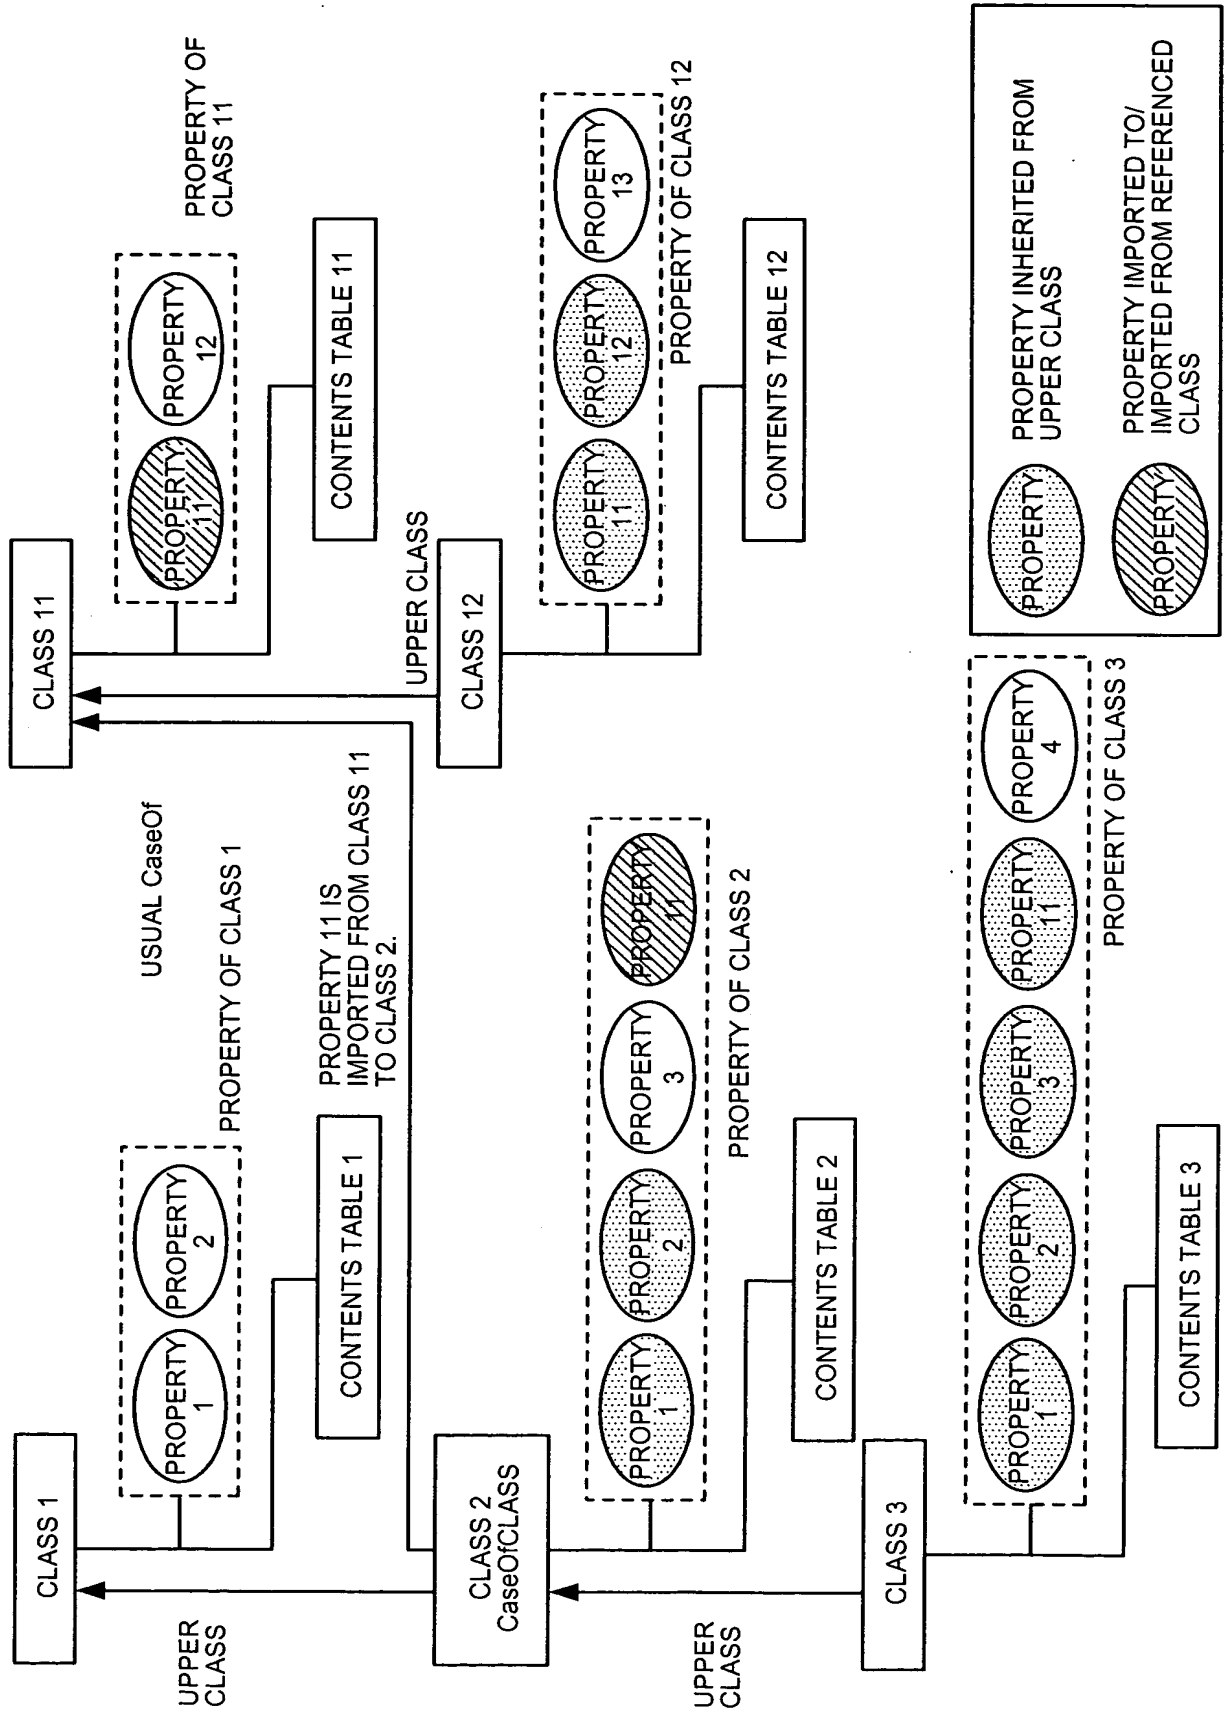 USUAL CaseOf
CLASS 1
PROPERTY
1
PROPERTY
2
PROPERTY OF CLASS 1
CONTENTS TABLE 1
UPPER
CLASS
PROPERTY 11 IS
IMPORTED FROM CLASS 11
TO CLASS 2.
CLASS 2
CaseOfCLASS
PROPERTY
1
PROPERTY
2
PROPERTY
3
PROPERTY
11
PROPERTY OF CLASS 2
CONTENTS TABLE 2
UPPER
CLASS
CLASS 3
PROPERTY
1
PROPERTY
2
PROPERTY
3
PROPERTY
11
PROPERTY
4
PROPERTY OF CLASS 3
CONTENTS TABLE 3
CLASS 11
PROPERTY
11
PROPERTY
12
PROPERTY OF
CLASS 11
CONTENTS TABLE 11
UPPER CLASS
CLASS 12
PROPERTY
11
PROPERTY
12
PROPERTY
13
PROPERTY OF CLASS 12
CONTENTS TABLE 12
PROPERTY
PROPERTY INHERITED FROM
UPPER CLASS
PROPERTY
PROPERTY IMPORTED TO/
IMPORTED FROM REFERENCED
CLASS